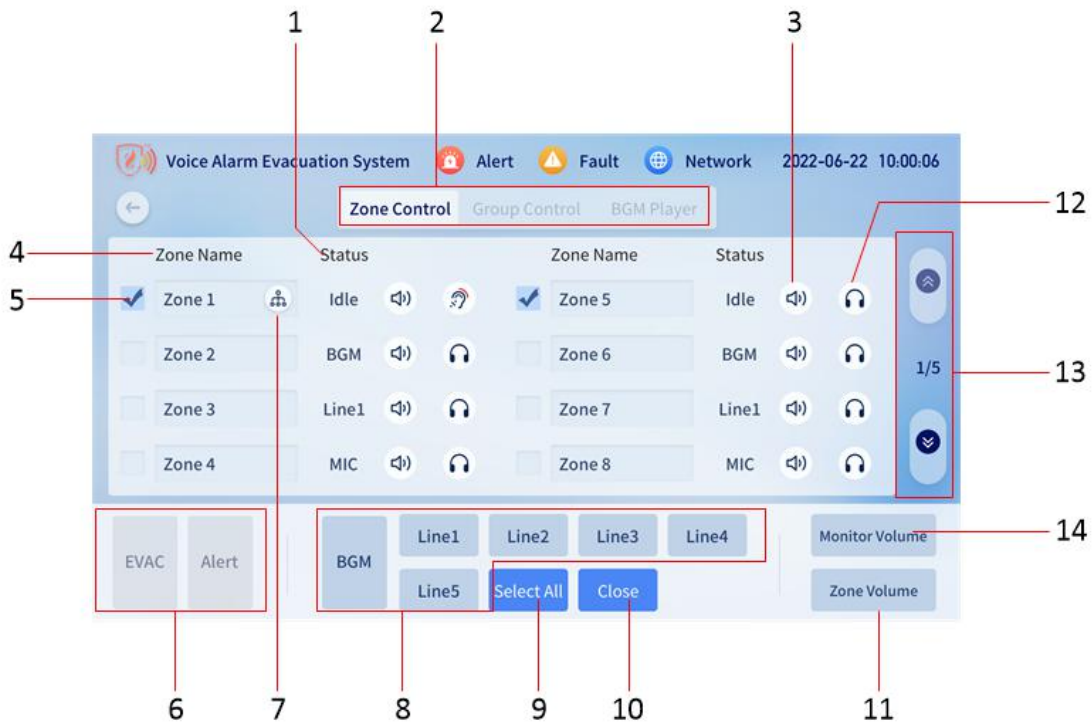 1 2 3
Voice Alarm Evacuation System Alert Fault Network 2022-06-22 10:00:06
Zone Control Group Control BGM Player
12
4 Zone Name Status Zone Name Status
5 Zone 1 Idle Zone 5 Idle
Zone 2 BGM Zone 6 BGM
1/5
13
Zone 3 Line1 Zone 7 Line1
Zone 4 MIC Zone 8 MIC
EVAC Alert BGM Line1 Line2 Line3 Line4 Monitor Volume 14
Line5 Select All Close Zone Volume
6 7 8 9 10 11